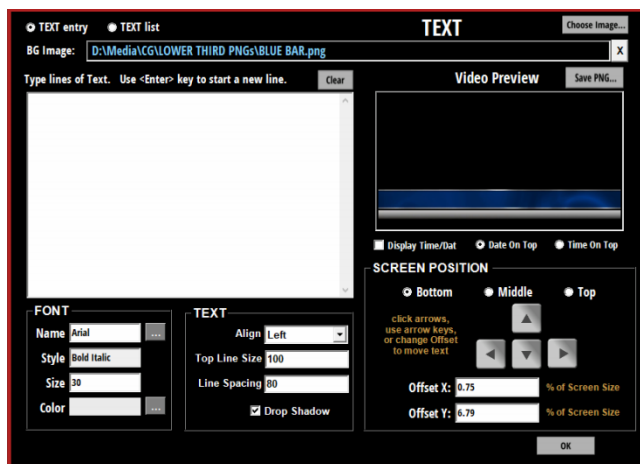 TEXT entry TEXT list TEXT Choose Image...
BG Image: D:\Media\CG\LOWER THIRD PNGs\BLUE BAR.png X
Type lines of Text. Use <Enter> key to start a new line. Clear Video Preview Save PNG...
Display Time/Dat Date On Top Time On Top
SCREEN POSITION
Bottom Middle Top
click arrows,
use arrow keys,
or change Offset
to move text
Offset X: 0.75 % of Screen Size
Offset Y: 6.79 % of Screen Size
FONT
Name Arial ...
Style Bold Italic
Size 30
Color ...
TEXT
Align Left
Top Line Size 100
Line Spacing 80
Drop Shadow
OK